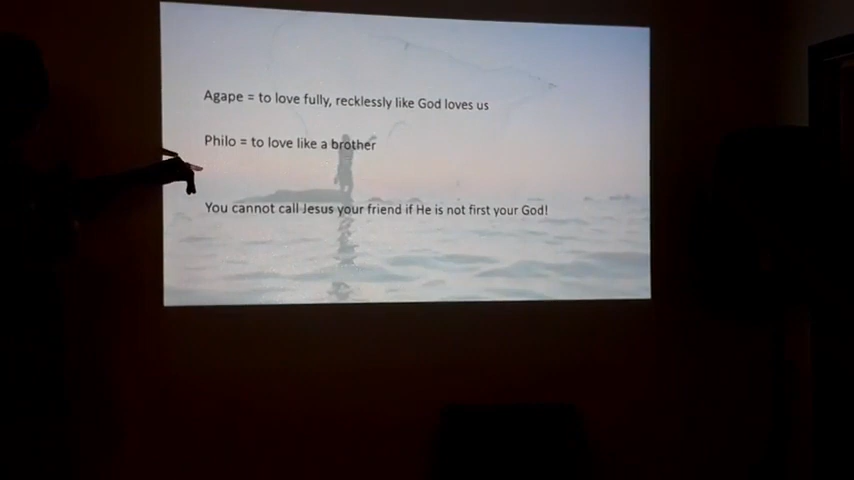 Agape = to love fully, recklessly like God loves us
Philo = to love like a brother
You cannot call Jesus your friend if He is not first your God!